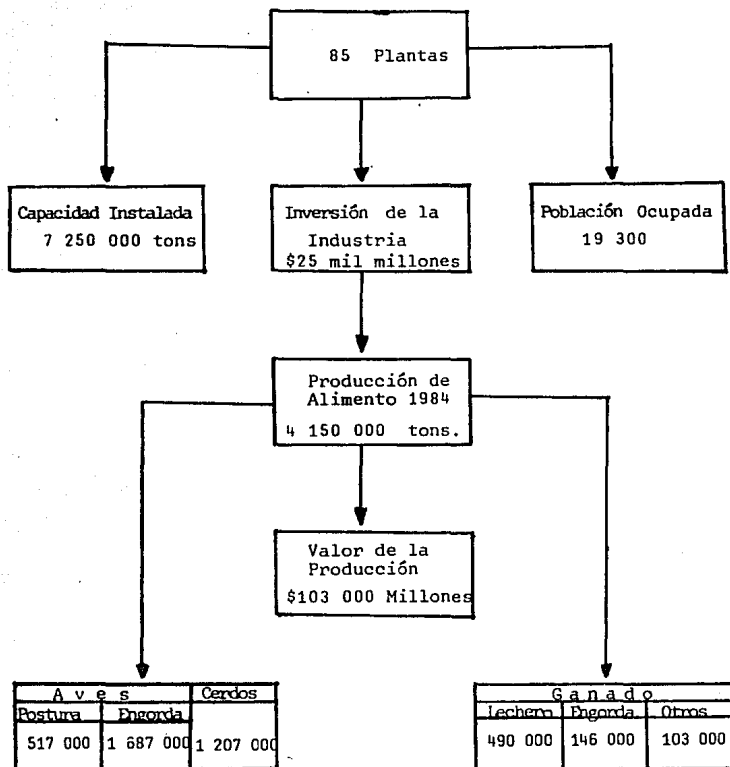 85 Plantas
Capacidad Instalada
7 250 000 tons
Inversión de la
Industria
$25 mil millones
Población Ocupada
19 300
Producción de
Alimento 1984
4 150 000 tons.
Valor de la
Producción
$103 000 Millones
Aves Cerdos
Postura Engorda
517 000 1 687 000 1 207 000
Ganado
Lechero Engorda Otros
490 000 146 000 103 000